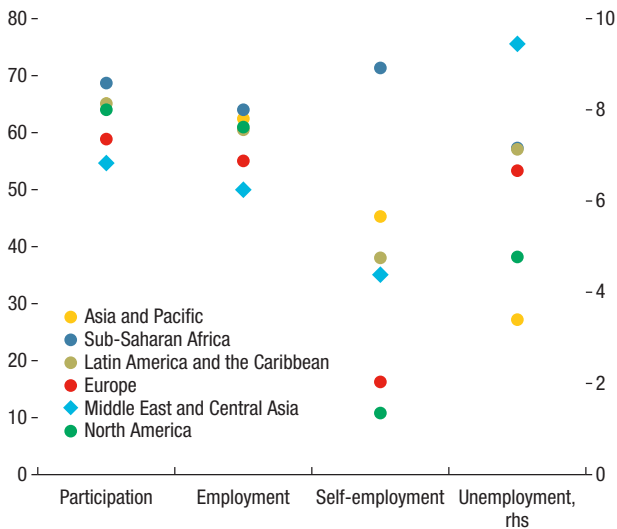 80
70
60
50
40
30
20
10
0
10
8
6
4
2
0
Asia and Pacific
Sub-Saharan Africa
Latin America and the Caribbean
Europe
Middle East and Central Asia
North America
Participation
Employment
Self-employment
Unemployment,
rhs